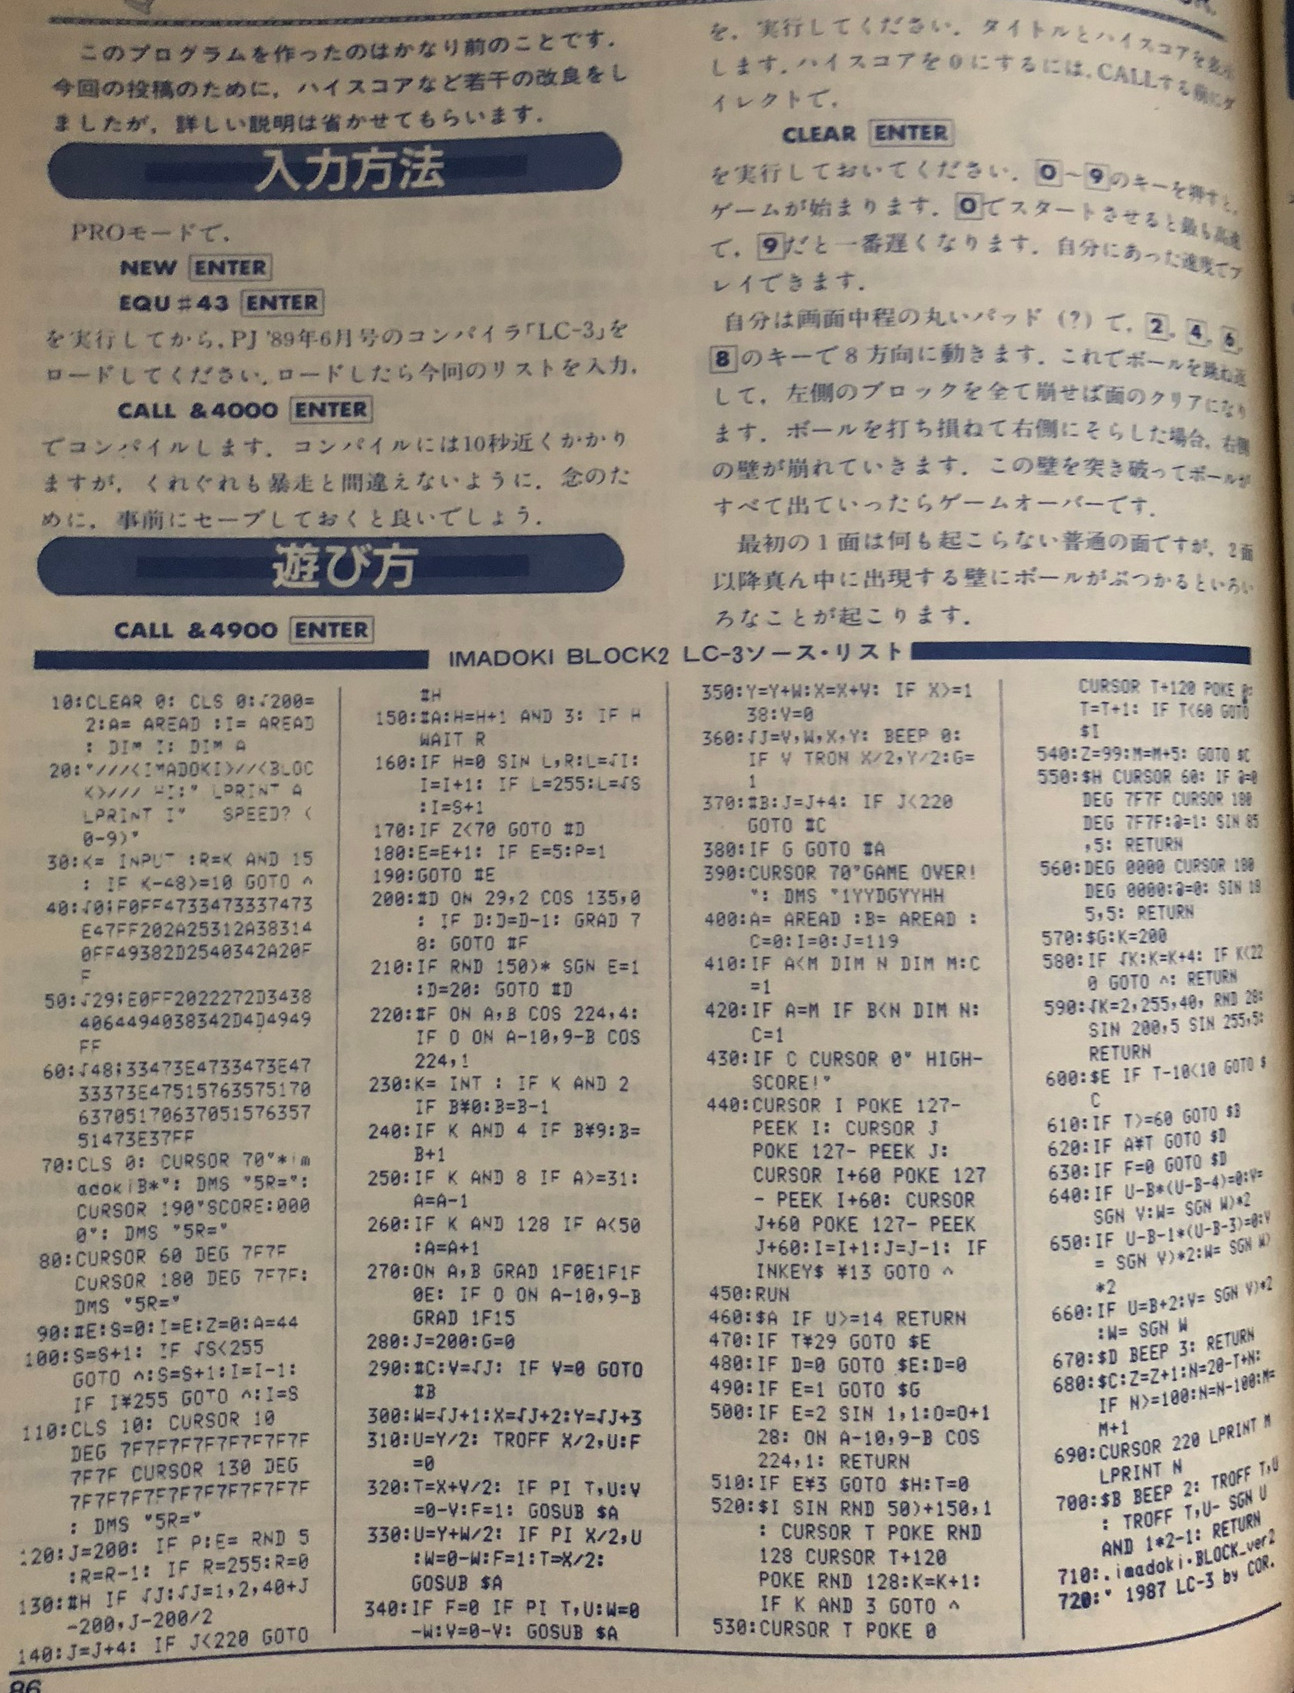 このプログラムを作ったのはかなり前のことです．
今回の投稿のために，ハイスコアなど若干の改良をし
ましたが，詳しい説明は省かせてもらいます．
入力方法
PROモードで，
NEW ENTER
EQU♯43 ENTER
を実行してから，PJ '89年6月号のコンパイラ「LC-3」を
ロードしてください．ロードしたら今回のリストを入力，
CALL &4000 ENTER
でコンパイルします．コンパイルには10秒近くかかり
ますが，くれぐれも暴走と間違えないように．念のた
めに，事前にセーブしておくと良いでしょう．
遊び方
CALL &4900 ENTER
を，実行してください．タイトルとハイスコアを表示
します．ハイスコアを0にするには，CALLする前にダ
イレクトで，
CLEAR ENTER
を実行しておいてください．0～9のキーを押すと，
ゲームが始まります．0でスタートさせると最も高速
で，9だと一番遅くなります．自分にあった速度でプ
レイできます．
自分は画面中程の丸いパッド（?）で，2，4，6，
8のキーで8方向に動きます．これでボールを跳ね返
して，左側のブロックを全て崩せば面のクリアになり
ます．ボールを打ち損ねて右側にそらした場合，右側
の壁が崩れていきます．この壁を突き破ってボールが
すべて出ていったらゲームオーバーです．
最初の1面は何も起こらない普通の面ですが，2面
以降真ん中に出現する壁にボールがぶつかるといろい
ろなことが起こります．
IMADOKI BLOCK2 LC-3ソース・リスト
10:CLEAR 0: CLS 0:√200=
2:A= AREAD :I= AREAD
: DIM I: DIM A
20:"///<IMADOKI>//<BLOC
K>/// HI:" LPRINT A
LPRINT I"   SPEED? (
0-9)"
30:K= INPUT :R=K AND 15
: IF K-48>=10 GOTO ^
40:√0;F0FF4733473337473
E47FF202A25312A38314
0FF49382D2540342A20F
F
50:√29;E0FF2022272D3438
4064494038342D4D4949
FF
60:√48;33473E4733473E47
33373E47515763575170
63705170637051576357
51473E37FF
70:CLS 0: CURSOR 70"*im
adokiB*": DMS "5R=":
CURSOR 190"SCORE:000
0": DMS "5R="
80:CURSOR 60 DEG 7F7F
CURSOR 180 DEG 7F7F:
DMS "5R="
90:♯E:S=0:I=E:Z=0:A=44
100:S=S+1: IF √S<255
GOTO ^:S=S+1:I=I-1:
IF I¥255 GOTO ^:I=S
110:CLS 10: CURSOR 10
DEG 7F7F7F7F7F7F7F7F
7F7F CURSOR 130 DEG
7F7F7F7F7F7F7F7F7F7F
: DMS "5R="
120:J=200: IF P:E= RND 5
:R=R-1: IF R=255:R=0
130:♯H IF √J:√J=1,2,40+J
-200,J-200/2
140:J=J+4: IF J<220 GOTO
♯H
150:♯A:H=H+1 AND 3: IF H
WAIT R
160:IF H=0 SIN L,R:L=√I:
I=I+1: IF L=255:L=√S
:I=S+1
170:IF Z<70 GOTO ♯D
180:E=E+1: IF E=5:P=1
190:GOTO ♯E
200:♯D ON 29,2 COS 135,0
: IF D:D=D-1: GRAD 7
8: GOTO ♯F
210:IF RND 150>* SGN E=1
:D=20: GOTO ♯D
220:♯F ON A,B COS 224,4:
IF O ON A-10,9-B COS
224,1
230:K= INT : IF K AND 2
IF B¥0:B=B-1
240:IF K AND 4 IF B¥9:B=
B+1
250:IF K AND 8 IF A>=31:
A=A-1
260:IF K AND 128 IF A<50
:A=A+1
270:ON A,B GRAD 1F0E1F1F
0E: IF O ON A-10,9-B
GRAD 1F15
280:J=200:G=0
290:♯C:V=√J: IF V=0 GOTO
♯B
300:W=√J+1:X=√J+2:Y=√J+3
310:U=Y/2: TROFF X/2,U:F
=0
320:T=X+V/2: IF PI T,U:V
=0-V:F=1: GOSUB $A
330:U=Y+W/2: IF PI X/2,U
:W=0-W:F=1:T=X/2:
GOSUB $A
340:IF F=0 IF PI T,U:W=0
-W:V=0-V: GOSUB $A
350:Y=Y+W:X=X+V: IF X>=1
38:V=0
360:√J=V,W,X,Y: BEEP 0:
IF V TRON X/2,Y/2:G=
1
370:♯B:J=J+4: IF J<220
GOTO ♯C
380:IF G GOTO ♯A
390:CURSOR 70"GAME OVER!
": DMS "1YYDGYYHH
400:A= AREAD :B= AREAD :
C=0:I=0:J=119
410:IF A<M DIM N DIM M:C
=1
420:IF A=M IF B<N DIM N:
C=1
430:IF C CURSOR 0" HIGH-
SCORE!"
440:CURSOR I POKE 127-
PEEK I: CURSOR J
POKE 127- PEEK J:
CURSOR I+60 POKE 127
- PEEK I+60: CURSOR
J+60 POKE 127- PEEK
J+60:I=I+1:J=J-1: IF
INKEY$ ¥13 GOTO ^
450:RUN
460:$A IF U>=14 RETURN
470:IF T¥29 GOTO $E
480:IF D=0 GOTO $E:D=0
490:IF E=1 GOTO $G
500:IF E=2 SIN 1,1:O=O+1
28: ON A-10,9-B COS
224,1: RETURN
510:IF E¥3 GOTO $H:T=0
520:$I SIN RND 50)+150,1
: CURSOR T POKE RND
128 CURSOR T+120
POKE RND 128:K=K+1:
IF K AND 3 GOTO ^
530:CURSOR T POKE 0
CURSOR T+120 POKE 0:
T=T+1: IF T<60 GOTO
$I
540:Z=99:M=M+5: GOTO $C
550:$H CURSOR 60: IF @=0
DEG 7F7F CURSOR 180
DEG 7F7F:@=1: SIN 85
,5: RETURN
560:DEG 0000 CURSOR 180
DEG 0000:@=0: SIN 18
5,5: RETURN
570:$G:K=200
580:IF √K:K=K+4: IF K<22
0 GOTO ^: RETURN
590:√K=2,255,40, RND 28:
SIN 200,5 SIN 255,5:
RETURN
600:$E IF T-10<10 GOTO $
C
610:IF T>=60 GOTO $B
620:IF A¥T GOTO $D
630:IF F=0 GOTO $D
640:IF U-B*(U-B-4)=0:V=
SGN V:W= SGN W)*2
650:IF U-B-1*(U-B-3)=0:V
= SGN V)*2:W= SGN W)
*2
660:IF U=B+2:V= SGN V)*2
:W= SGN W
670:$D BEEP 3: RETURN
680:$C:Z=Z+1:N=20-T+N:
IF N>=100:N=N-100:M=
M+1
690:CURSOR 220 LPRINT M
LPRINT N
700:$B BEEP 2: TROFF T,U
: TROFF T,U- SGN U
AND 1*2-1: RETURN
710:.imadoki.BLOCK_ver2
720:" 1987 LC-3 by COR.
86